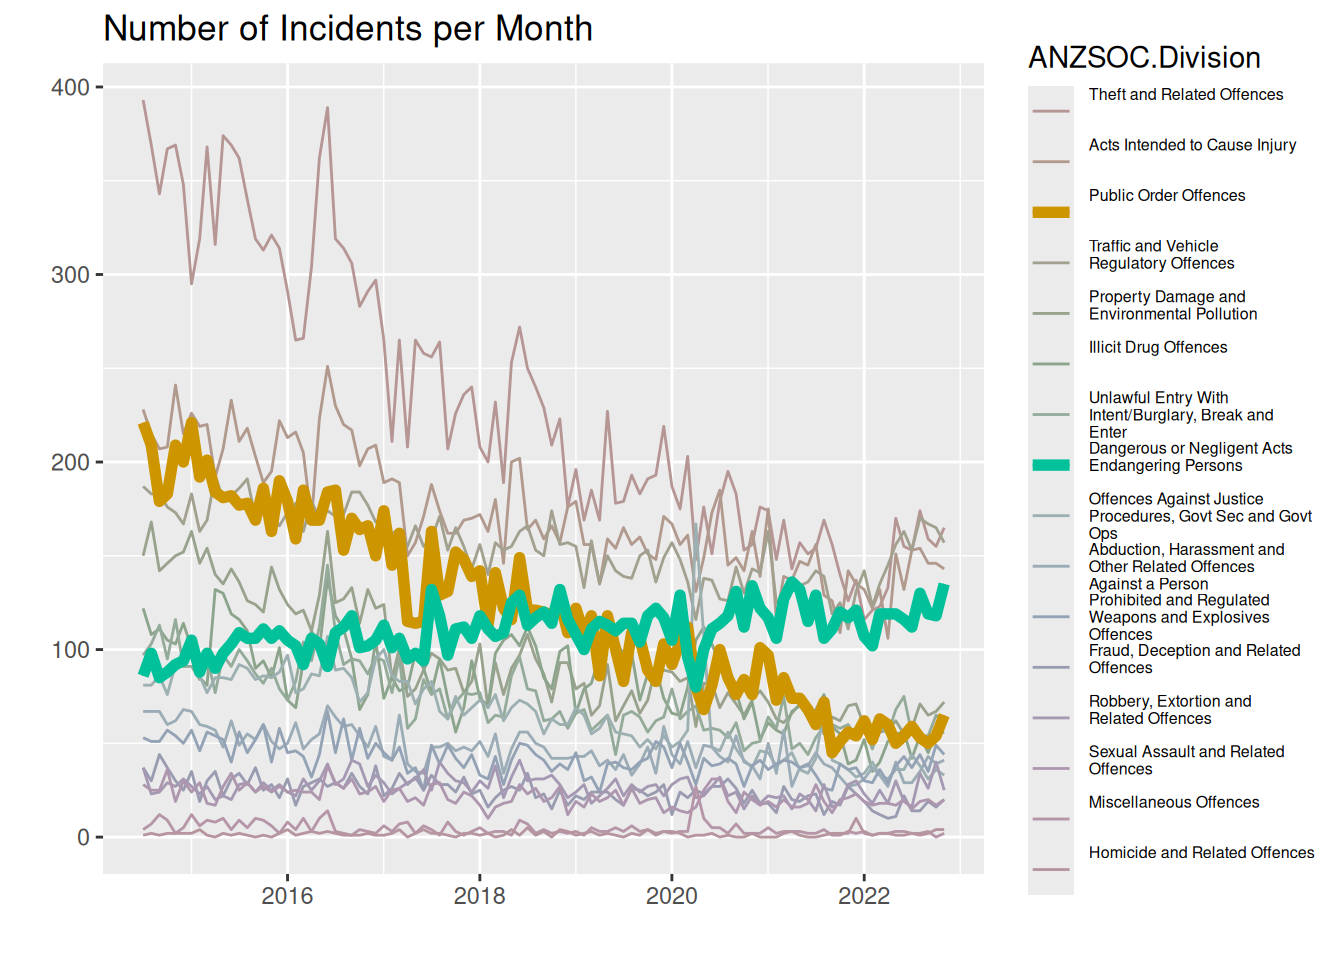 Number of Incidents per Month
400
300
200
100
0
2016
2018
2020
2022
ANZSOC.Division
Theft and Related Offences
Acts Intended to Cause Injury
Public Order Offences
Traffic and Vehicle
Regulatory Offences
Property Damage and
Environmental Pollution
Illicit Drug Offences
Unlawful Entry With
Intent/Burglary, Break and
Enter
Dangerous or Negligent Acts
Endangering Persons
Offences Against Justice
Procedures, Govt Sec and Govt
Ops
Abduction, Harassment and
Other Related Offences
Against a Person
Prohibited and Regulated
Weapons and Explosives
Offences
Fraud, Deception and Related
Offences
Robbery, Extortion and
Related Offences
Sexual Assault and Related
Offences
Miscellaneous Offences
Homicide and Related Offences